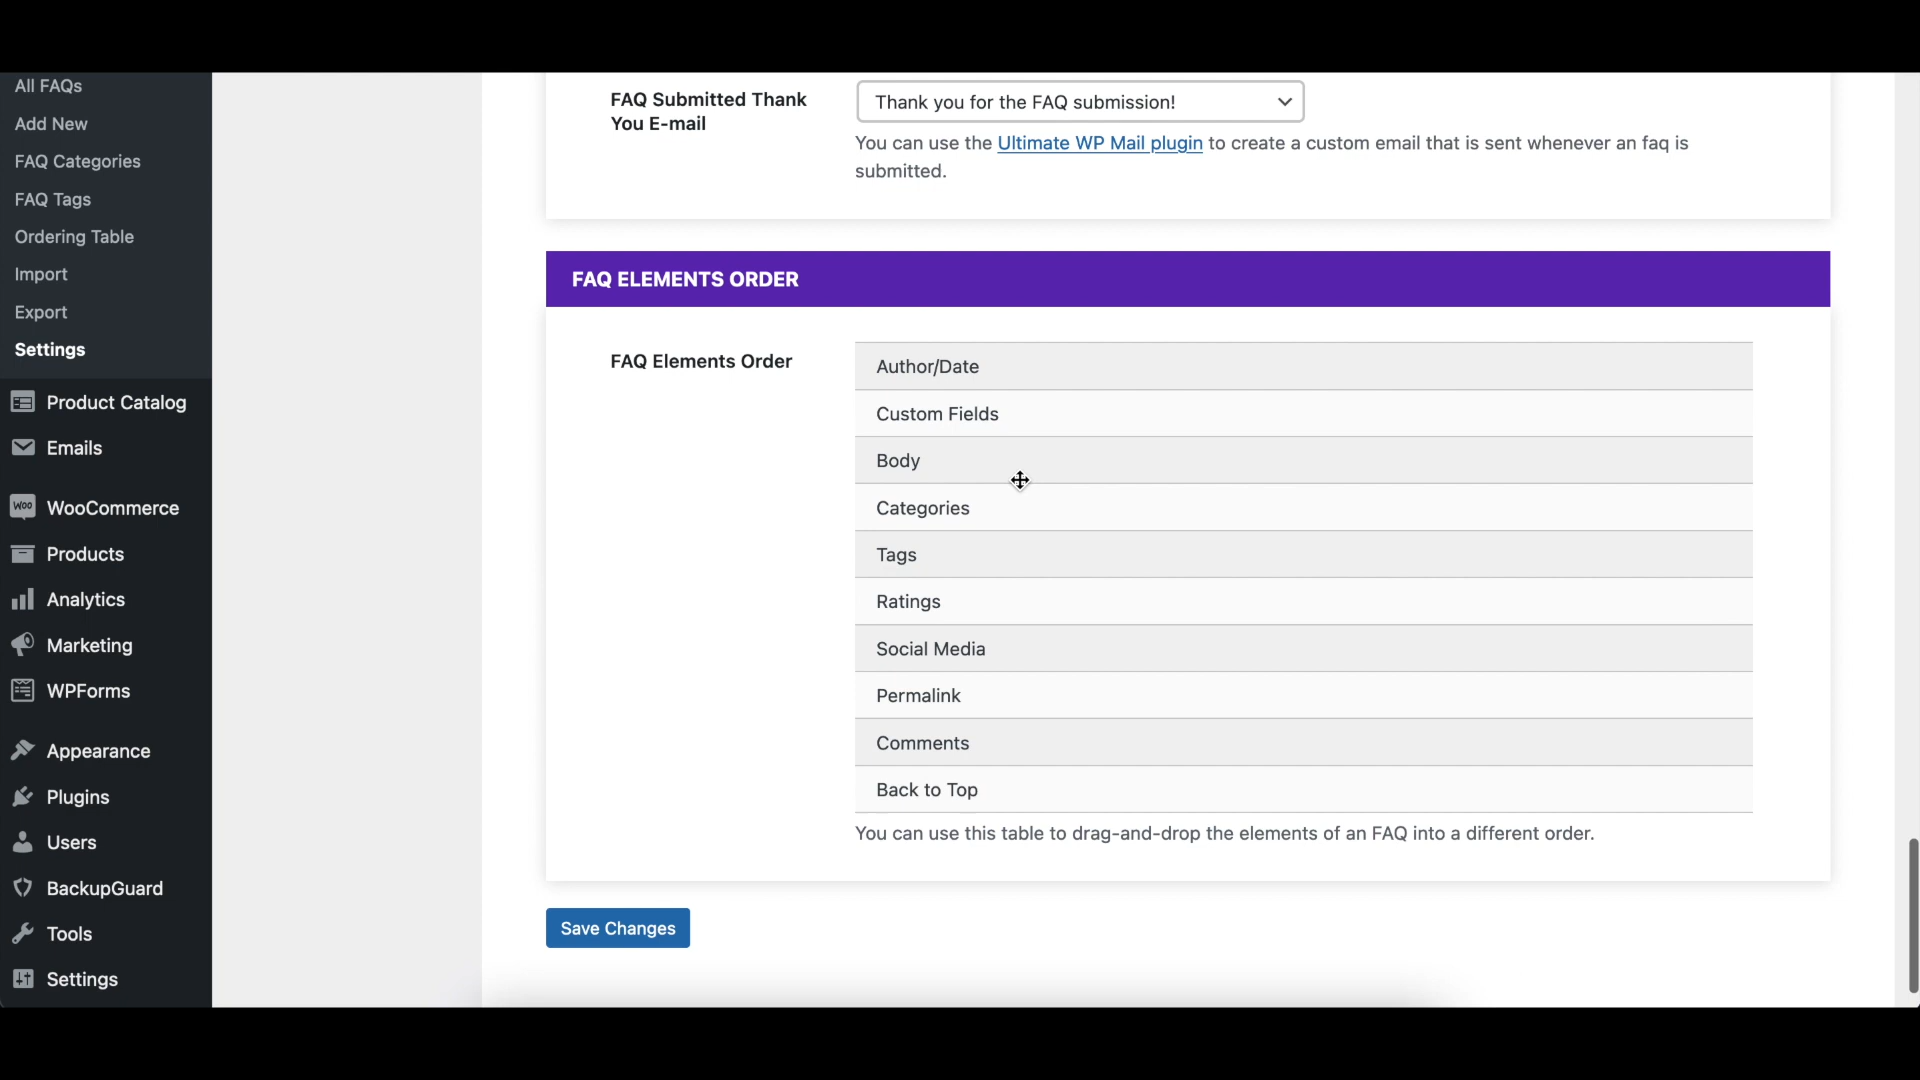 All FAQs
Add New
FAQ Categories
FAQ Tags
Ordering Table
Import
Export
Settings
Product Catalog
Emails
Woo WooCommerce
Products
Analytics
Marketing
WPForms
Appearance
Plugins
Users
BackupGuard
Tools
Settings
FAQ Submitted Thank
You E-mail
Thank you for the FAQ submission!
You can use the Ultimate WP Mail plugin to create a custom email that is sent whenever an faq is
submitted.
FAQ ELEMENTS ORDER
FAQ Elements Order
Author/Date
Custom Fields
Body
Categories
Tags
Ratings
Social Media
Permalink
Comments
Back to Top
You can use this table to drag-and-drop the elements of an FAQ into a different order.
Save Changes